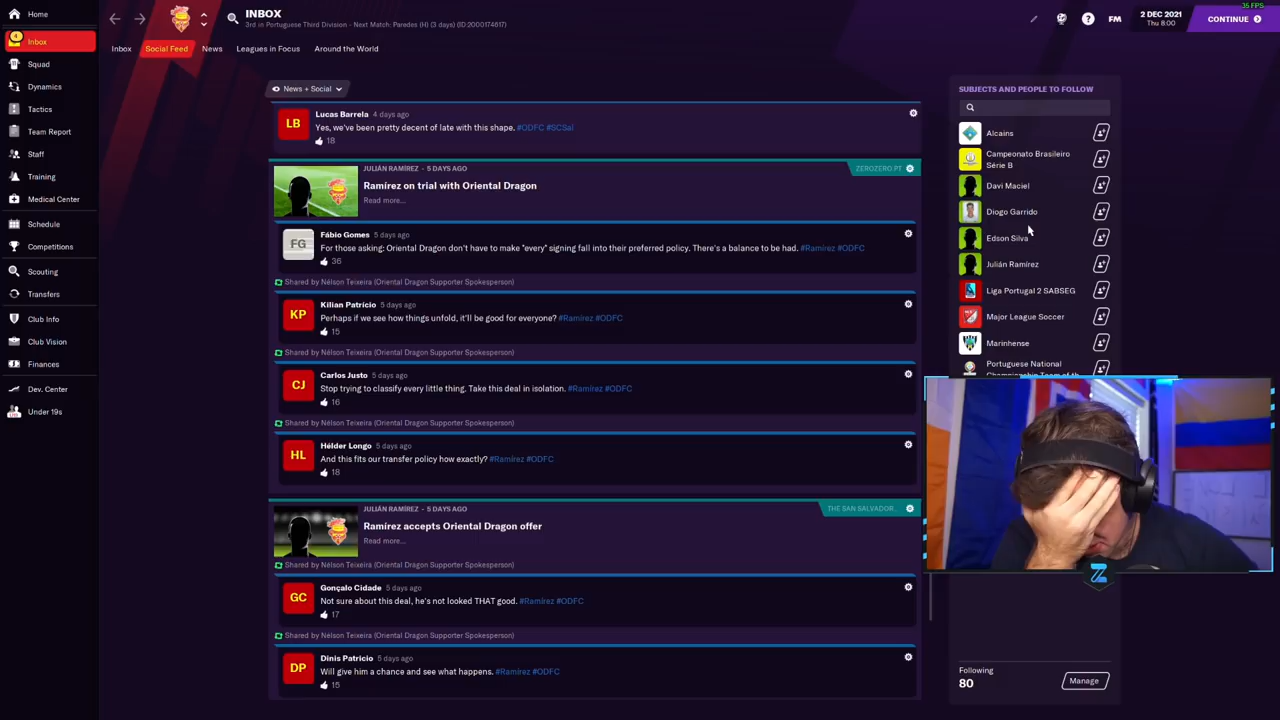 36 FPS
Home
INBOX
3rd in Portuguese Third Division - Next Match: Paredes (H) (3 days) (ID:2000174617)
FM
2 DEC 2021
Thu 8:00
CONTINUE
4
Inbox
Inbox
Social Feed
News
Leagues in Focus
Around the World
Squad
Dynamics
Tactics
Team Report
Staff
Training
Medical Center
Schedule
Competitions
Scouting
Transfers
Club Info
Club Vision
Finances
Dev. Center
Under 19s
News + Social
LB
Lucas Barrela 4 days ago
Yes, we've been pretty decent of late with this shape. #ODFC #SCSal
18
JULIÁN RAMÍREZ - 5 DAYS AGO
ZEROZERO.PT
Ramírez on trial with Oriental Dragon
Read more...
FG
Fábio Gomes 5 days ago
For those asking: Oriental Dragon don't have to make "every" signing fall into their preferred policy. There's a balance to be had. #Ramírez #ODFC
36
Shared by Nélson Teixeira (Oriental Dragon Supporter Spokesperson)
KP
Kilian Patrício 5 days ago
Perhaps if we see how things unfold, it'll be good for everyone? #Ramírez #ODFC
15
Shared by Nélson Teixeira (Oriental Dragon Supporter Spokesperson)
CJ
Carlos Justo 5 days ago
Stop trying to classify every little thing. Take this deal in isolation. #Ramírez #ODFC
16
Shared by Nélson Teixeira (Oriental Dragon Supporter Spokesperson)
HL
Hélder Longo 5 days ago
And this fits our transfer policy how exactly? #Ramírez #ODFC
18
JULIÁN RAMÍREZ - 5 DAYS AGO
THE SAN SALVADOR...
Ramírez accepts Oriental Dragon offer
Read more...
Shared by Nélson Teixeira (Oriental Dragon Supporter Spokesperson)
GC
Gonçalo Cidade 5 days ago
Not sure about this deal, he's not looked THAT good. #Ramírez #ODFC
17
Shared by Nélson Teixeira (Oriental Dragon Supporter Spokesperson)
DP
Dinis Patrício 5 days ago
Will give him a chance and see what happens. #Ramírez #ODFC
15
SUBJECTS AND PEOPLE TO FOLLOW
Alcains
Campeonato Brasileiro
Série B
Davi Maciel
Diogo Garrido
Edson Silva
Julián Ramírez
Liga Portugal 2 SABSEG
Major League Soccer
Marinhense
Portuguese National
Championship Team of th
Following
80
Manage